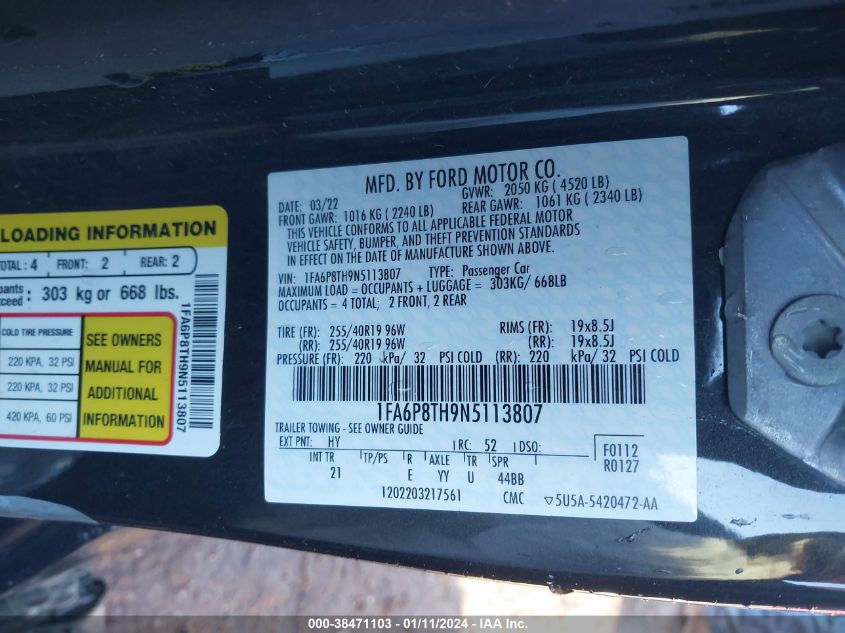 LOADING INFORMATION
TOTAL : 4 FRONT: 2 REAR: 2
pants
ceed : 303 kg or 668 lbs.
COLD TIRE PRESSURE
220 KPA, 32 PSI
220 KPA, 32 PSI
420 KPA, 60 PSI
SEE OWNERS
MANUAL FOR
ADDITIONAL
INFORMATION
1FA6P8TH9N5113807
MFD. BY FORD MOTOR CO.
DATE: 03/22 GVWR: 2050 KG ( 4520 LB)
FRONT GAWR: 1016 KG ( 2240 LB) REAR GAWR: 1061 KG ( 2340 LB)
THIS VEHICLE CONFORMS TO ALL APPLICABLE FEDERAL MOTOR
VEHICLE SAFETY, BUMPER, AND THEFT PREVENTION STANDARDS
IN EFFECT ON THE DATE OF MANUFACTURE SHOWN ABOVE.
VIN: 1FA6P8TH9N5113807 TYPE: Passenger Car
MAXIMUM LOAD = OCCUPANTS + LUGGAGE = 303KG/ 668LB
OCCUPANTS = 4 TOTAL; 2 FRONT, 2 REAR
TIRE (FR): 255/40R19 96W RIMS (FR): 19x8.5J
(RR): 255/40R19 96W (RR): 19x8.5J
PRESSURE (FR): 220 kPa/ 32 PSI COLD (RR): 220 kPa/ 32 PSI COLD
1FA6P8TH9N5113807
TRAILER TOWING - SEE OWNER GUIDE
EXT PNT: HY RC: 52 DSO: F0112
R0127
INT TR TP/PS R AXLE TR SPR
21 E YY U 44BB
1202203217561 CMC ▽5U5A-5420472-AA
000-38471103 - 01/11/2024 - IAAI.COM